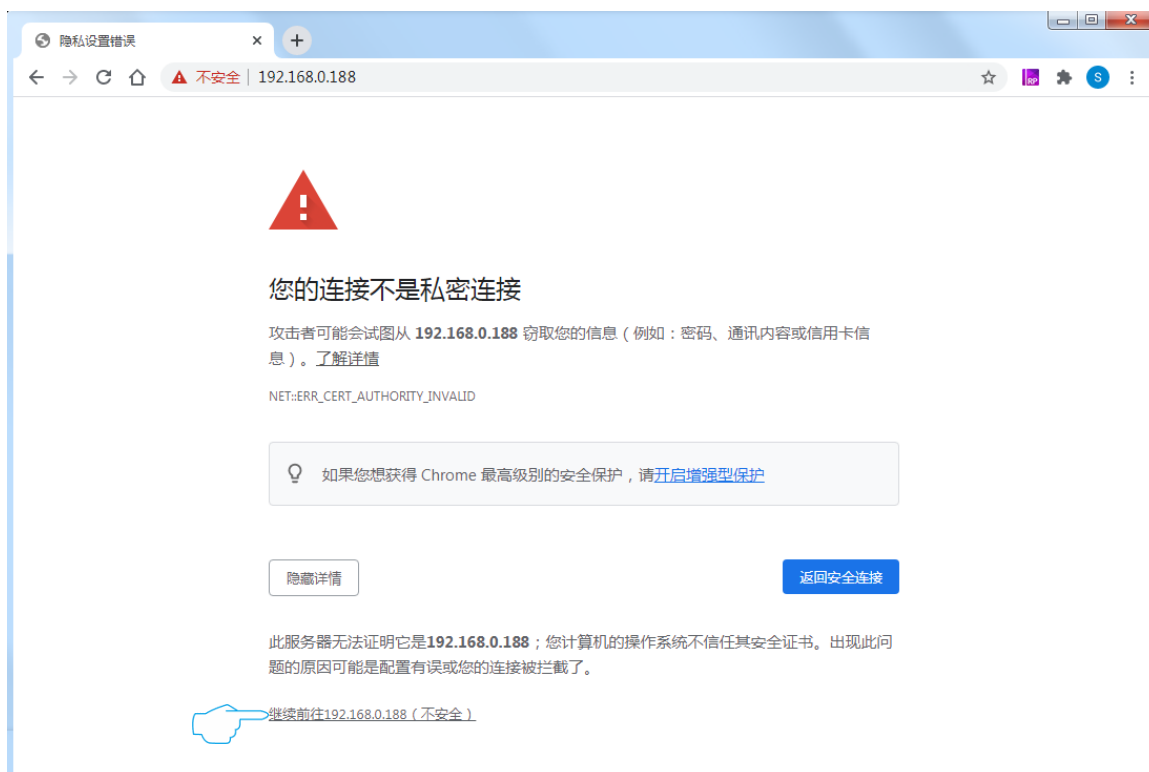 隐私设置错误
不安全 | 192.168.0.188
RP
S
您的连接不是私密连接
攻击者可能会试图从 192.168.0.188 窃取您的信息（例如：密码、通讯内容或信用卡信
息）。了解详情
NET::ERR_CERT_AUTHORITY_INVALID
如果您想获得 Chrome 最高级别的安全保护，请开启增强型保护
隐藏详情
返回安全连接
此服务器无法证明它是192.168.0.188；您计算机的操作系统不信任其安全证书。出现此问
题的原因可能是配置有误或您的连接被拦截了。
继续前往192.168.0.188（不安全）